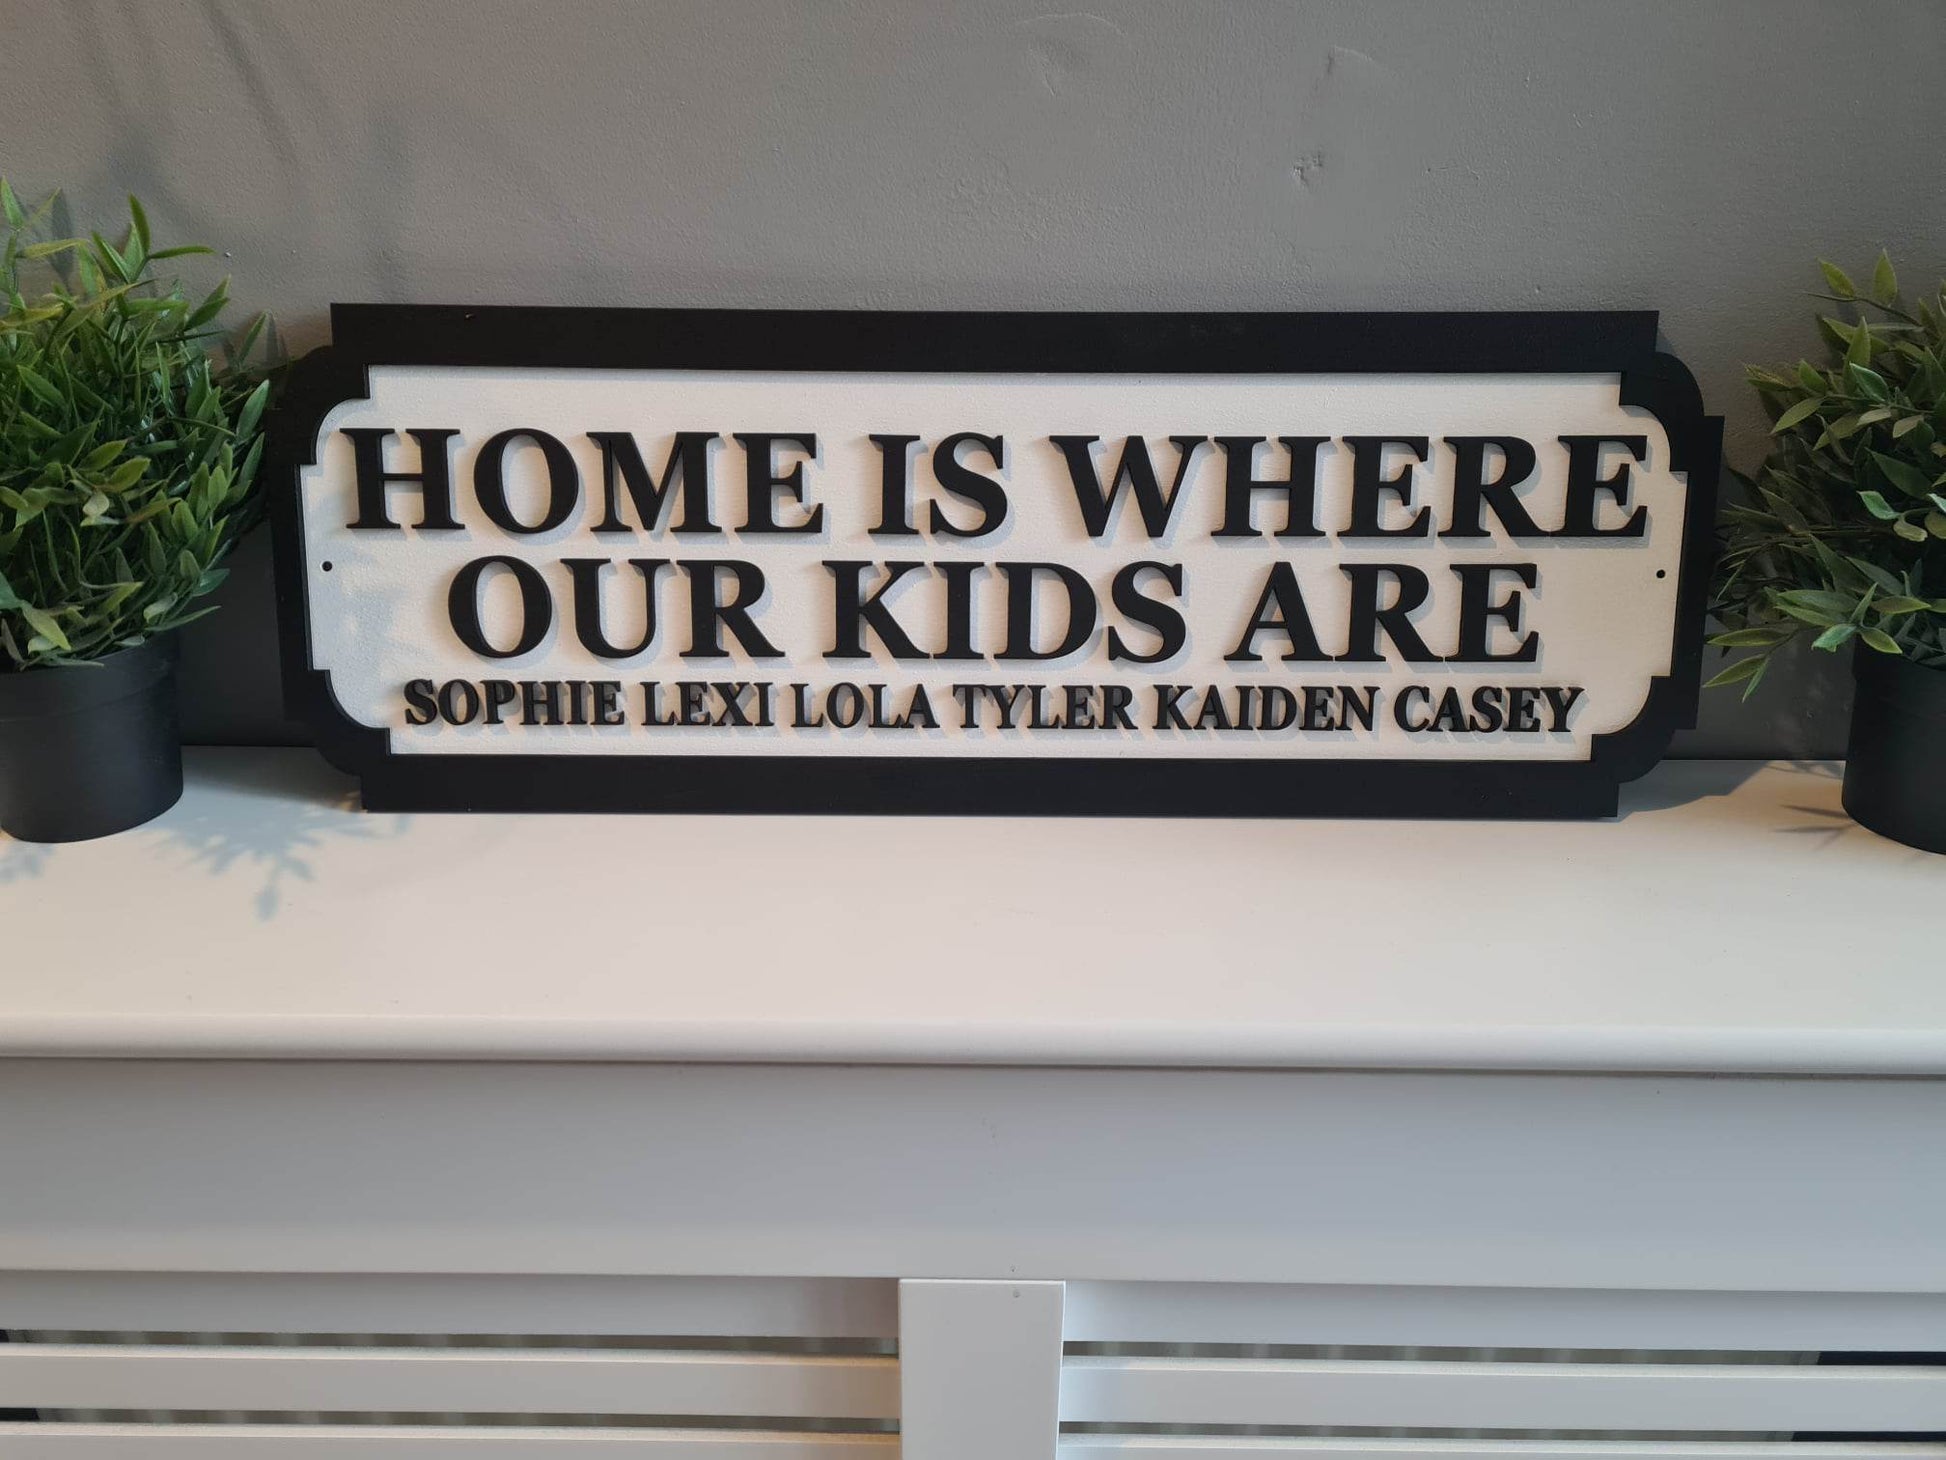 HOME IS WHERE
OUR KIDS ARE
SOPHIE LEXI LOLA TYLER KAIDEN CASEY